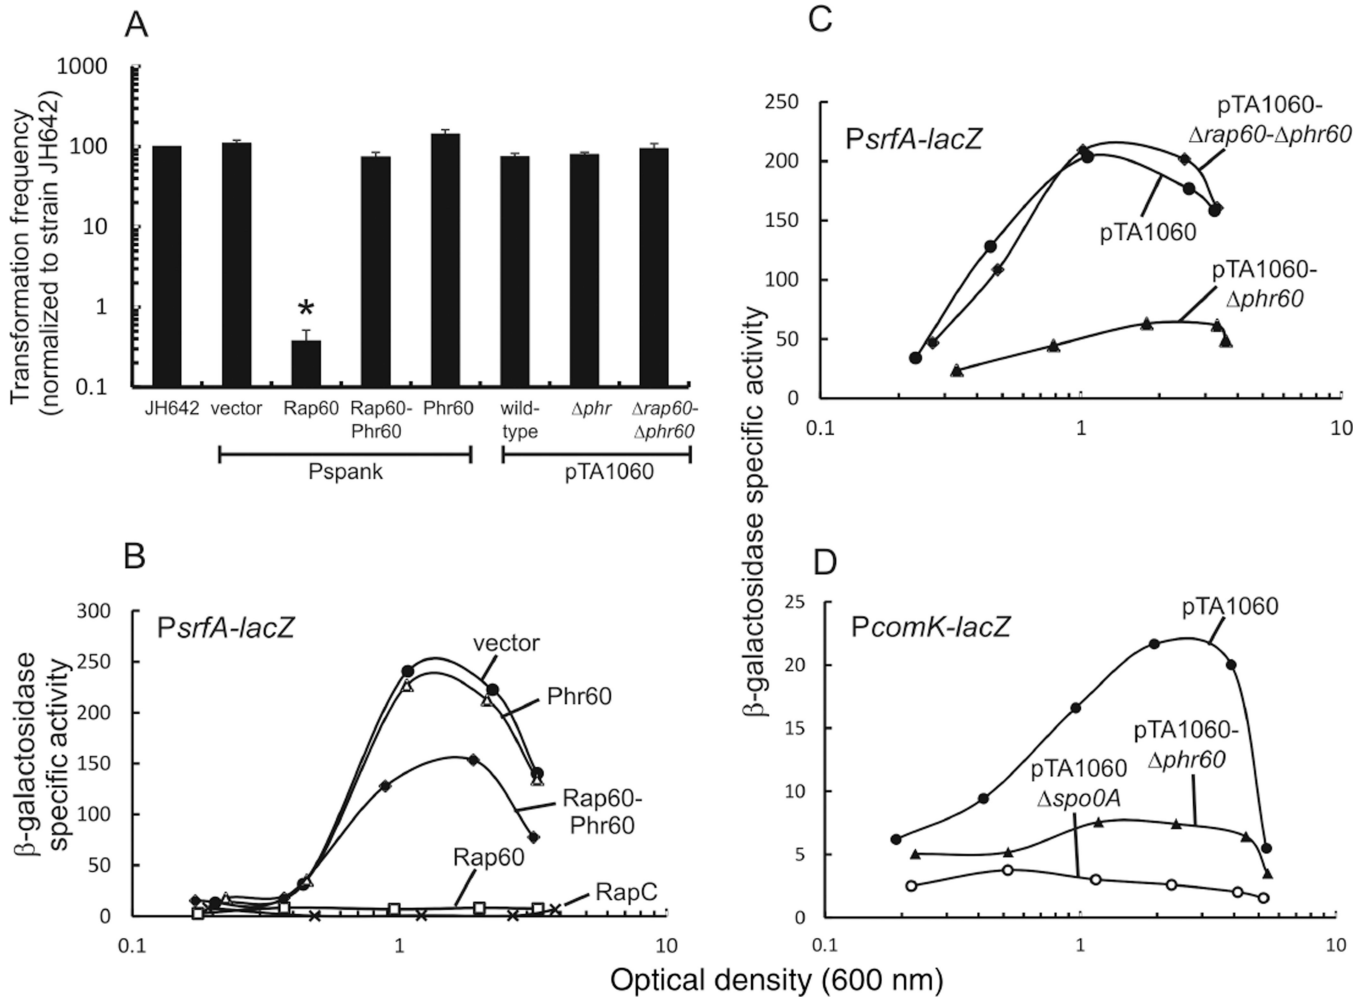 A
Transformation frequency
(normalized to strain JH642)
1000
100
10
1
0.1
*
JH642
vector
Rap60
Rap60-
Phr60
Phr60
wild-
type
Δphr
Δrap60-
Δphr60
Pspank
pTA1060
B
PsrfA-lacZ
β-galactosidase
specific activity
300
250
200
150
100
50
0
vector
Phr60
Rap60-
Phr60
Rap60
RapC
0.1
1
10
C
PsrfA-lacZ
250
200
150
100
50
0
pTA1060-
Δrap60-Δphr60
pTA1060
pTA1060-
Δphr60
0.1
1
10
β-galactosidase specific activity
D
PcomK-lacZ
25
20
15
10
5
0
pTA1060
pTA1060-
Δphr60
pTA1060
Δspo0A
0.1
1
10
Optical density (600 nm)